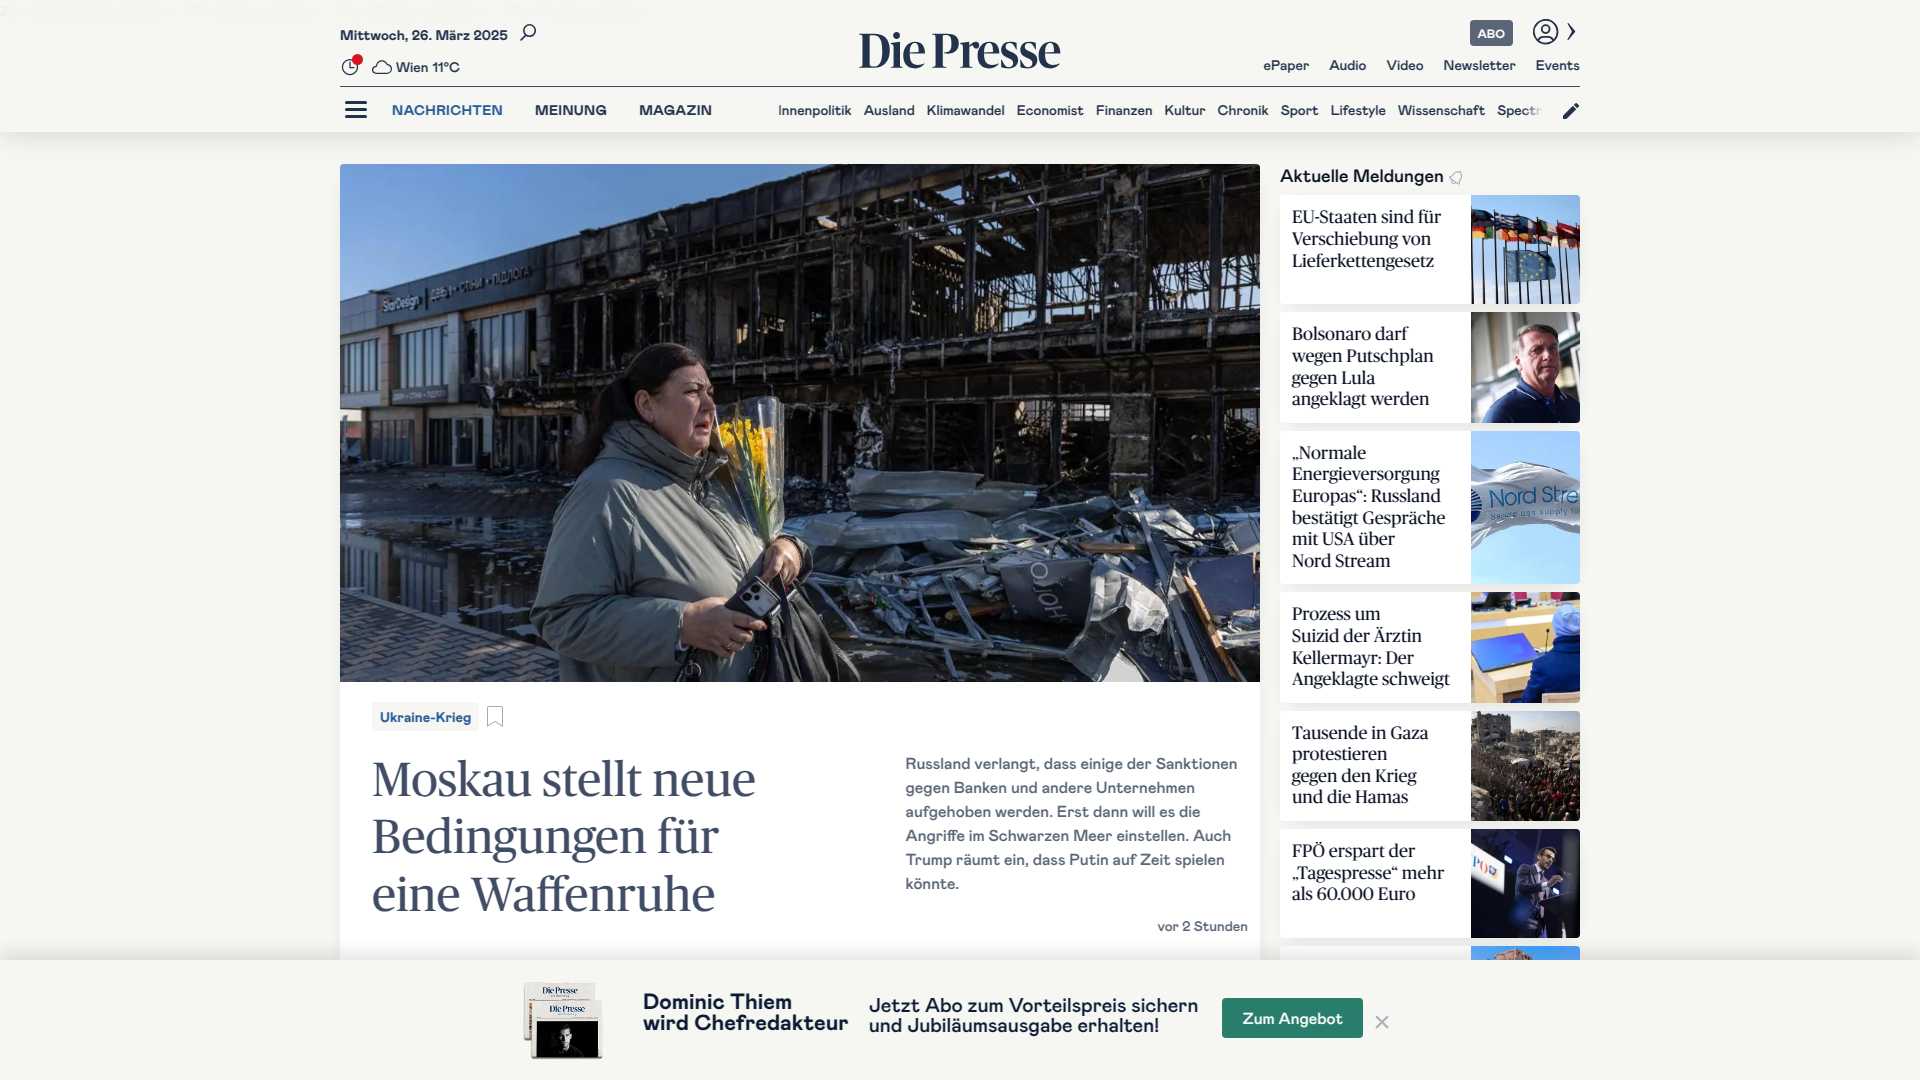 Mittwoch, 26. März 2025
Wien 11°C
Die Presse
ABO
ePaper Audio Video Newsletter Events
NACHRICHTEN MEINUNG MAGAZIN
Innenpolitik Ausland Klimawandel Economist Finanzen Kultur Chronik Sport Lifestyle Wissenschaft Spectr
StarDesign
Ukraine-Krieg
Moskau stellt neue
Bedingungen für
eine Waffenruhe
Russland verlangt, dass einige der Sanktionen
gegen Banken und andere Unternehmen
aufgehoben werden. Erst dann will es die
Angriffe im Schwarzen Meer einstellen. Auch
Trump räumt ein, dass Putin auf Zeit spielen
könnte.
vor 2 Stunden
Aktuelle Meldungen
EU-Staaten sind für
Verschiebung von
Lieferkettengesetz
Bolsonaro darf
wegen Putschplan
gegen Lula
angeklagt werden
„Normale
Energieversorgung
Europas“: Russland
bestätigt Gespräche
mit USA über
Nord Stream
Nord Stre
Prozess um
Suizid der Ärztin
Kellermayr: Der
Angeklagte schweigt
Tausende in Gaza
protestieren
gegen den Krieg
und die Hamas
FPÖ erspart der
„Tagespresse“ mehr
als 60.000 Euro
Die Presse
Die Presse
Dominic Thiem
wird Chefredakteur
Jetzt Abo zum Vorteilspreis sichern
und Jubiläumsausgabe erhalten!
Zum Angebot